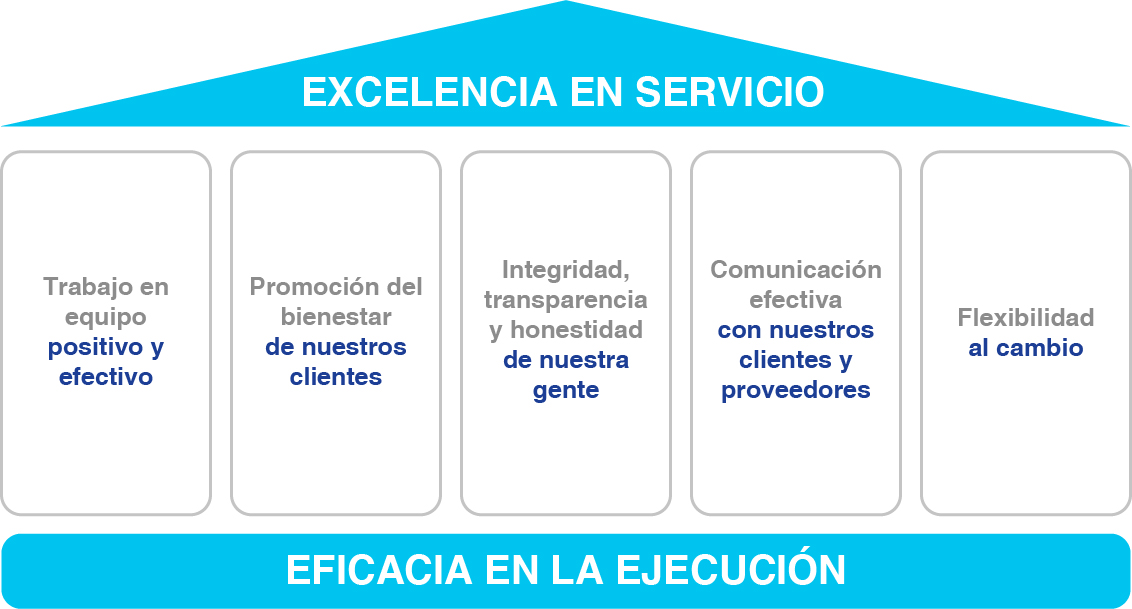 EXCELENCIA EN SERVICIO
Trabajo en
equipo
positivo y
efectivo
Promoción del
bienestar
de nuestros
clientes
Integridad,
transparencia
y honestidad
de nuestra
gente
Comunicación
efectiva
con nuestros
clientes y
proveedores
Flexibilidad
al cambio
EFICACIA EN LA EJECUCIÓN